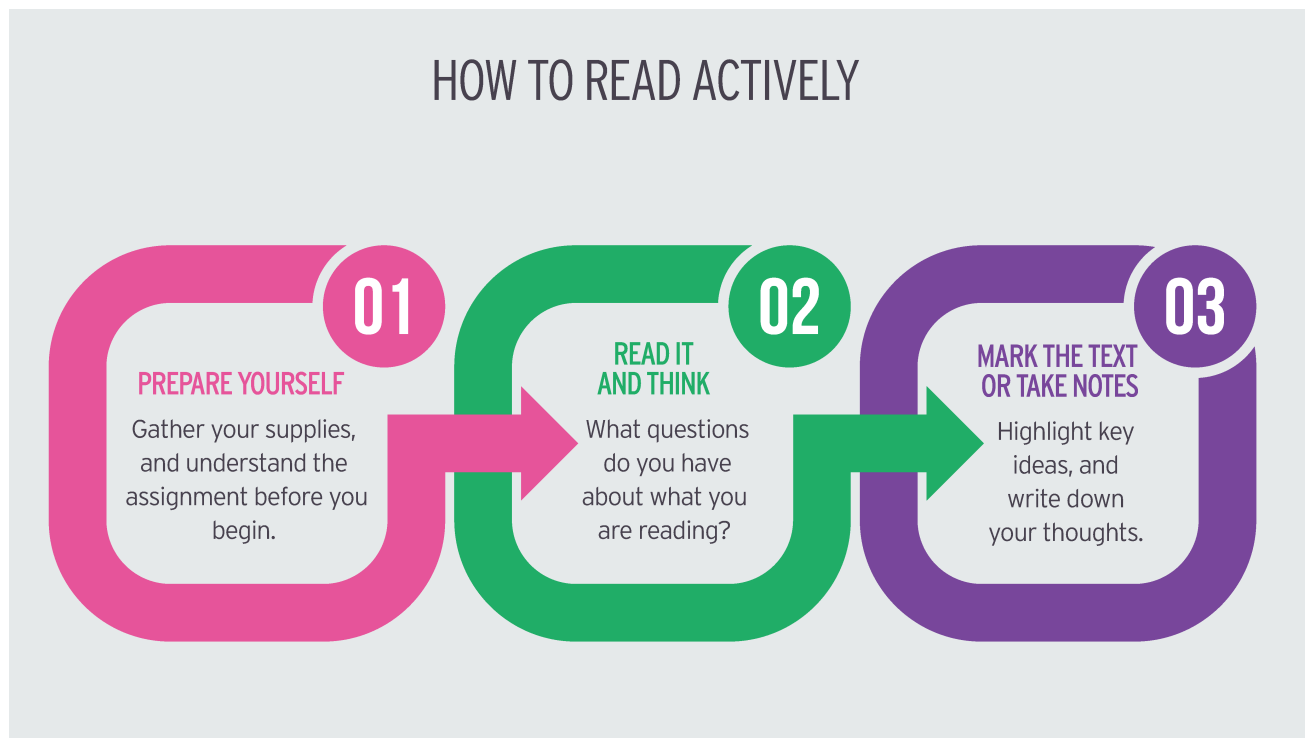 HOW TO READ ACTIVELY
01
PREPARE YOURSELF
Gather your supplies,
and understand the
assignment before you
begin.
02
READ IT
AND THINK
What questions
do you have
about what you
are reading?
03
MARK THE TEXT
OR TAKE NOTES
Highlight key
ideas, and
write down
your thoughts.